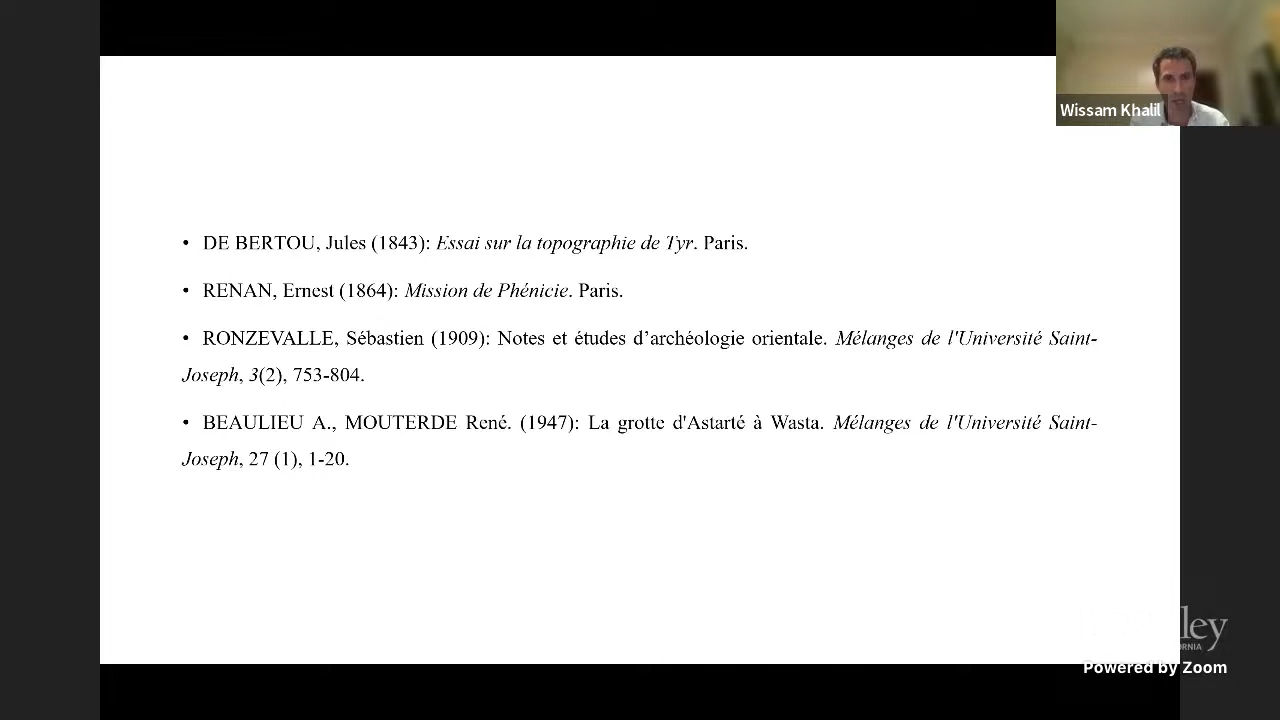 Wissam Khalil
• DE BERTOU, Jules (1843): Essai sur la topographie de Tyr. Paris.
• RENAN, Ernest (1864): Mission de Phénicie. Paris.
• RONZEVALLE, Sébastien (1909): Notes et études d’archéologie orientale. Mélanges de l'Université Saint-
Joseph, 3(2), 753-804.
• BEAULIEU A., MOUTERDE René. (1947): La grotte d'Astarté à Wasta. Mélanges de l'Université Saint-
Joseph, 27 (1), 1-20.
Powered by Zoom